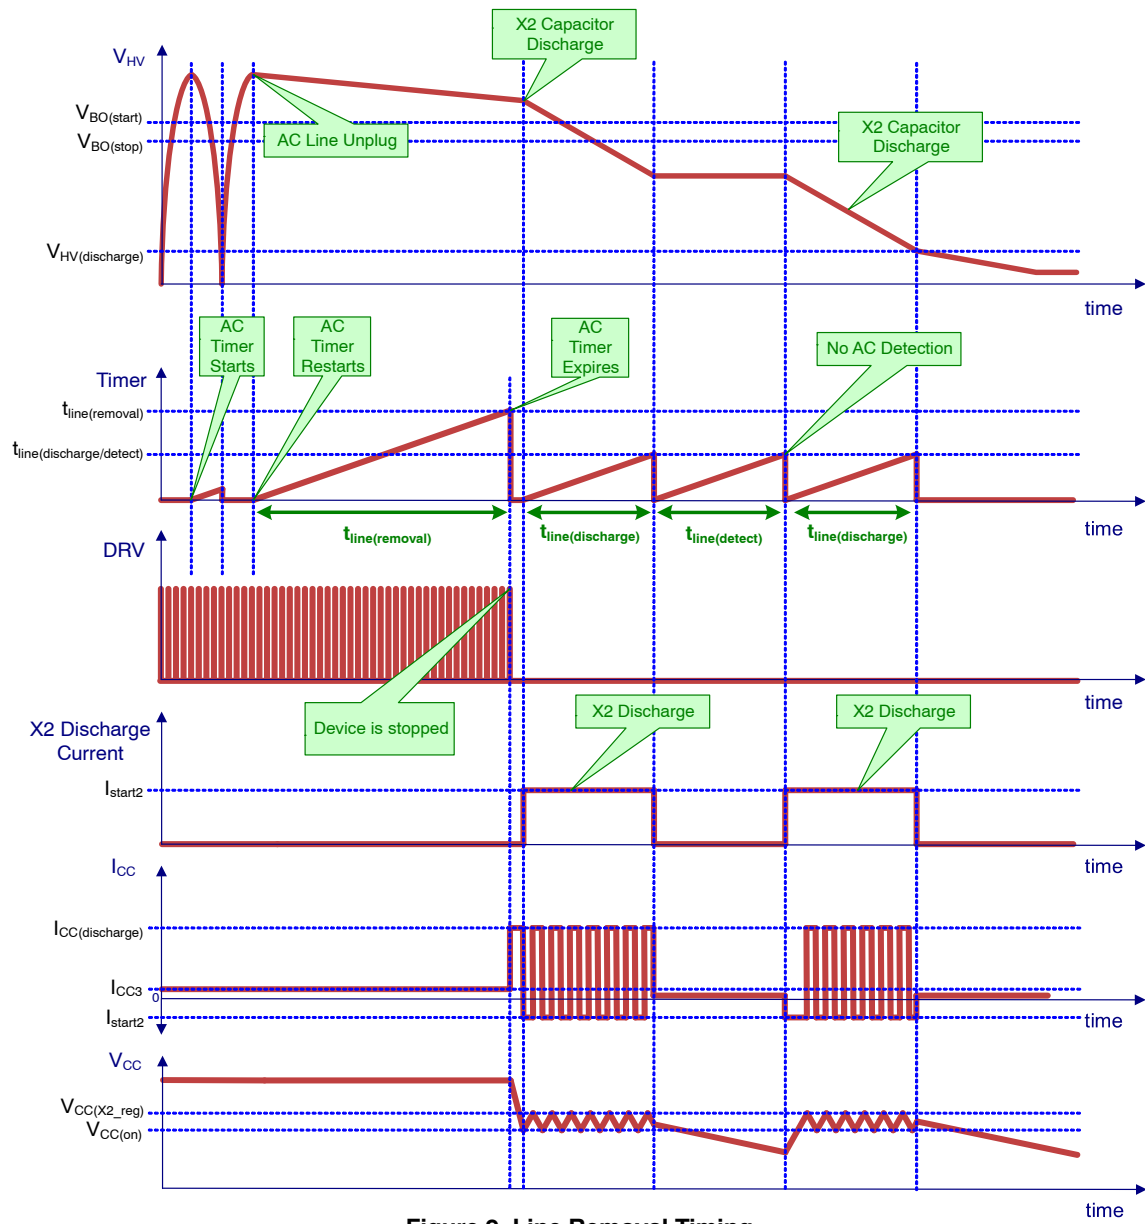 X2 Capacitor
Discharge
VHV
VBO(start)
VBO(stop)
AC Line Unplug
X2 Capacitor
Discharge
VHV(discharge)
time
AC
Timer
Starts
AC
Timer
Restarts
AC
Timer
Expires
No AC Detection
Timer
tline(removal)
tline(discharge/detect)
time
tline(removal)
tline(discharge)
tline(detect)
tline(discharge)
DRV
Device is stopped
time
X2 Discharge
X2 Discharge
X2 Discharge
Current
Istart2
time
ICC
ICC(discharge)
ICC3
0
Istart2
time
VCC
VCC(X2_reg)
VCC(on)
time